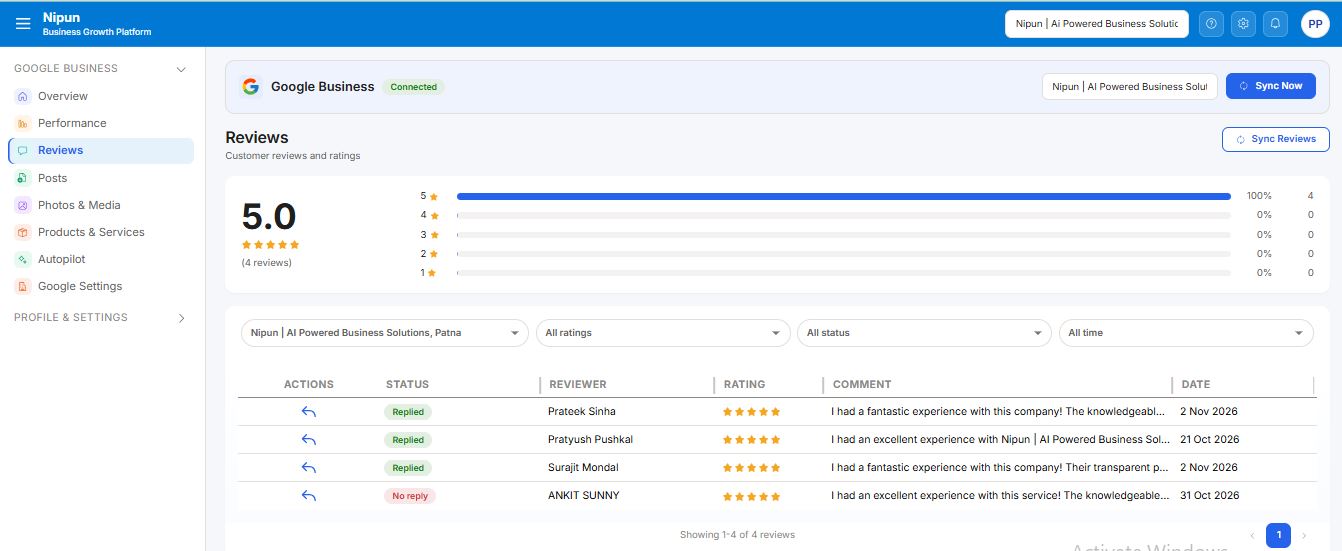 Nipun
Business Growth Platform
Nipun | Ai Powered Business Solutic
PP
GOOGLE BUSINESS
Overview
Performance
Reviews
Posts
Photos & Media
Products & Services
Autopilot
Google Settings
PROFILE & SETTINGS
Google Business Connected
Nipun | AI Powered Business Solut
Sync Now
Reviews
Customer reviews and ratings
Sync Reviews
5.0
(4 reviews)
5 100% 4
4 0% 0
3 0% 0
2 0% 0
1 0% 0
Nipun | AI Powered Business Solutions, Patna All ratings All status All time
ACTIONS STATUS REVIEWER RATING COMMENT DATE
Replied Prateek Sinha I had a fantastic experience with this company! The knowledgeabl... 2 Nov 2026
Replied Pratyush Pushkal I had an excellent experience with Nipun | AI Powered Business Sol... 21 Oct 2026
Replied Surajit Mondal I had a fantastic experience with this company! Their transparent p... 2 Nov 2026
No reply ANKIT SUNNY I had an excellent experience with this service! The knowledgeable... 31 Oct 2026
Showing 1-4 of 4 reviews
1
Activate Windows